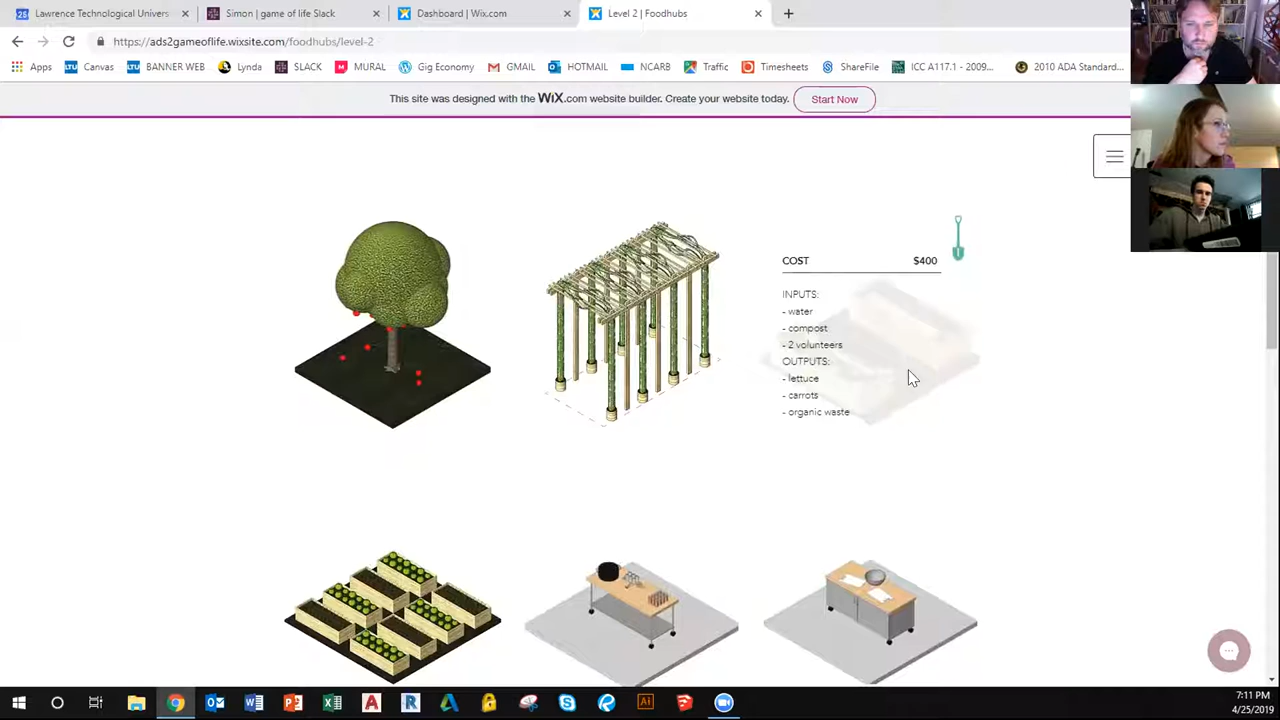 Lawrence Technological Univers
Simon | game of life Slack
Dashboard | Wix.com
Level 2 | Foodhubs
https://ads2gameoflife.wixsite.com/foodhubs/level-2
Apps
LTU Canvas
LTU BANNER WEB
Lynda
SLACK
MURAL
Gig Economy
GMAIL
HOTMAIL
NCARB
Traffic
Timesheets
ShareFile
ICC A117.1 - 2009...
2010 ADA Standard...
This site was designed with the WiX.com website builder. Create your website today.
Start Now
COST $400
INPUTS:
- water
- compost
- 2 volunteers
OUTPUTS:
- lettuce
- carrots
- organic waste
7:11 PM
4/25/2019